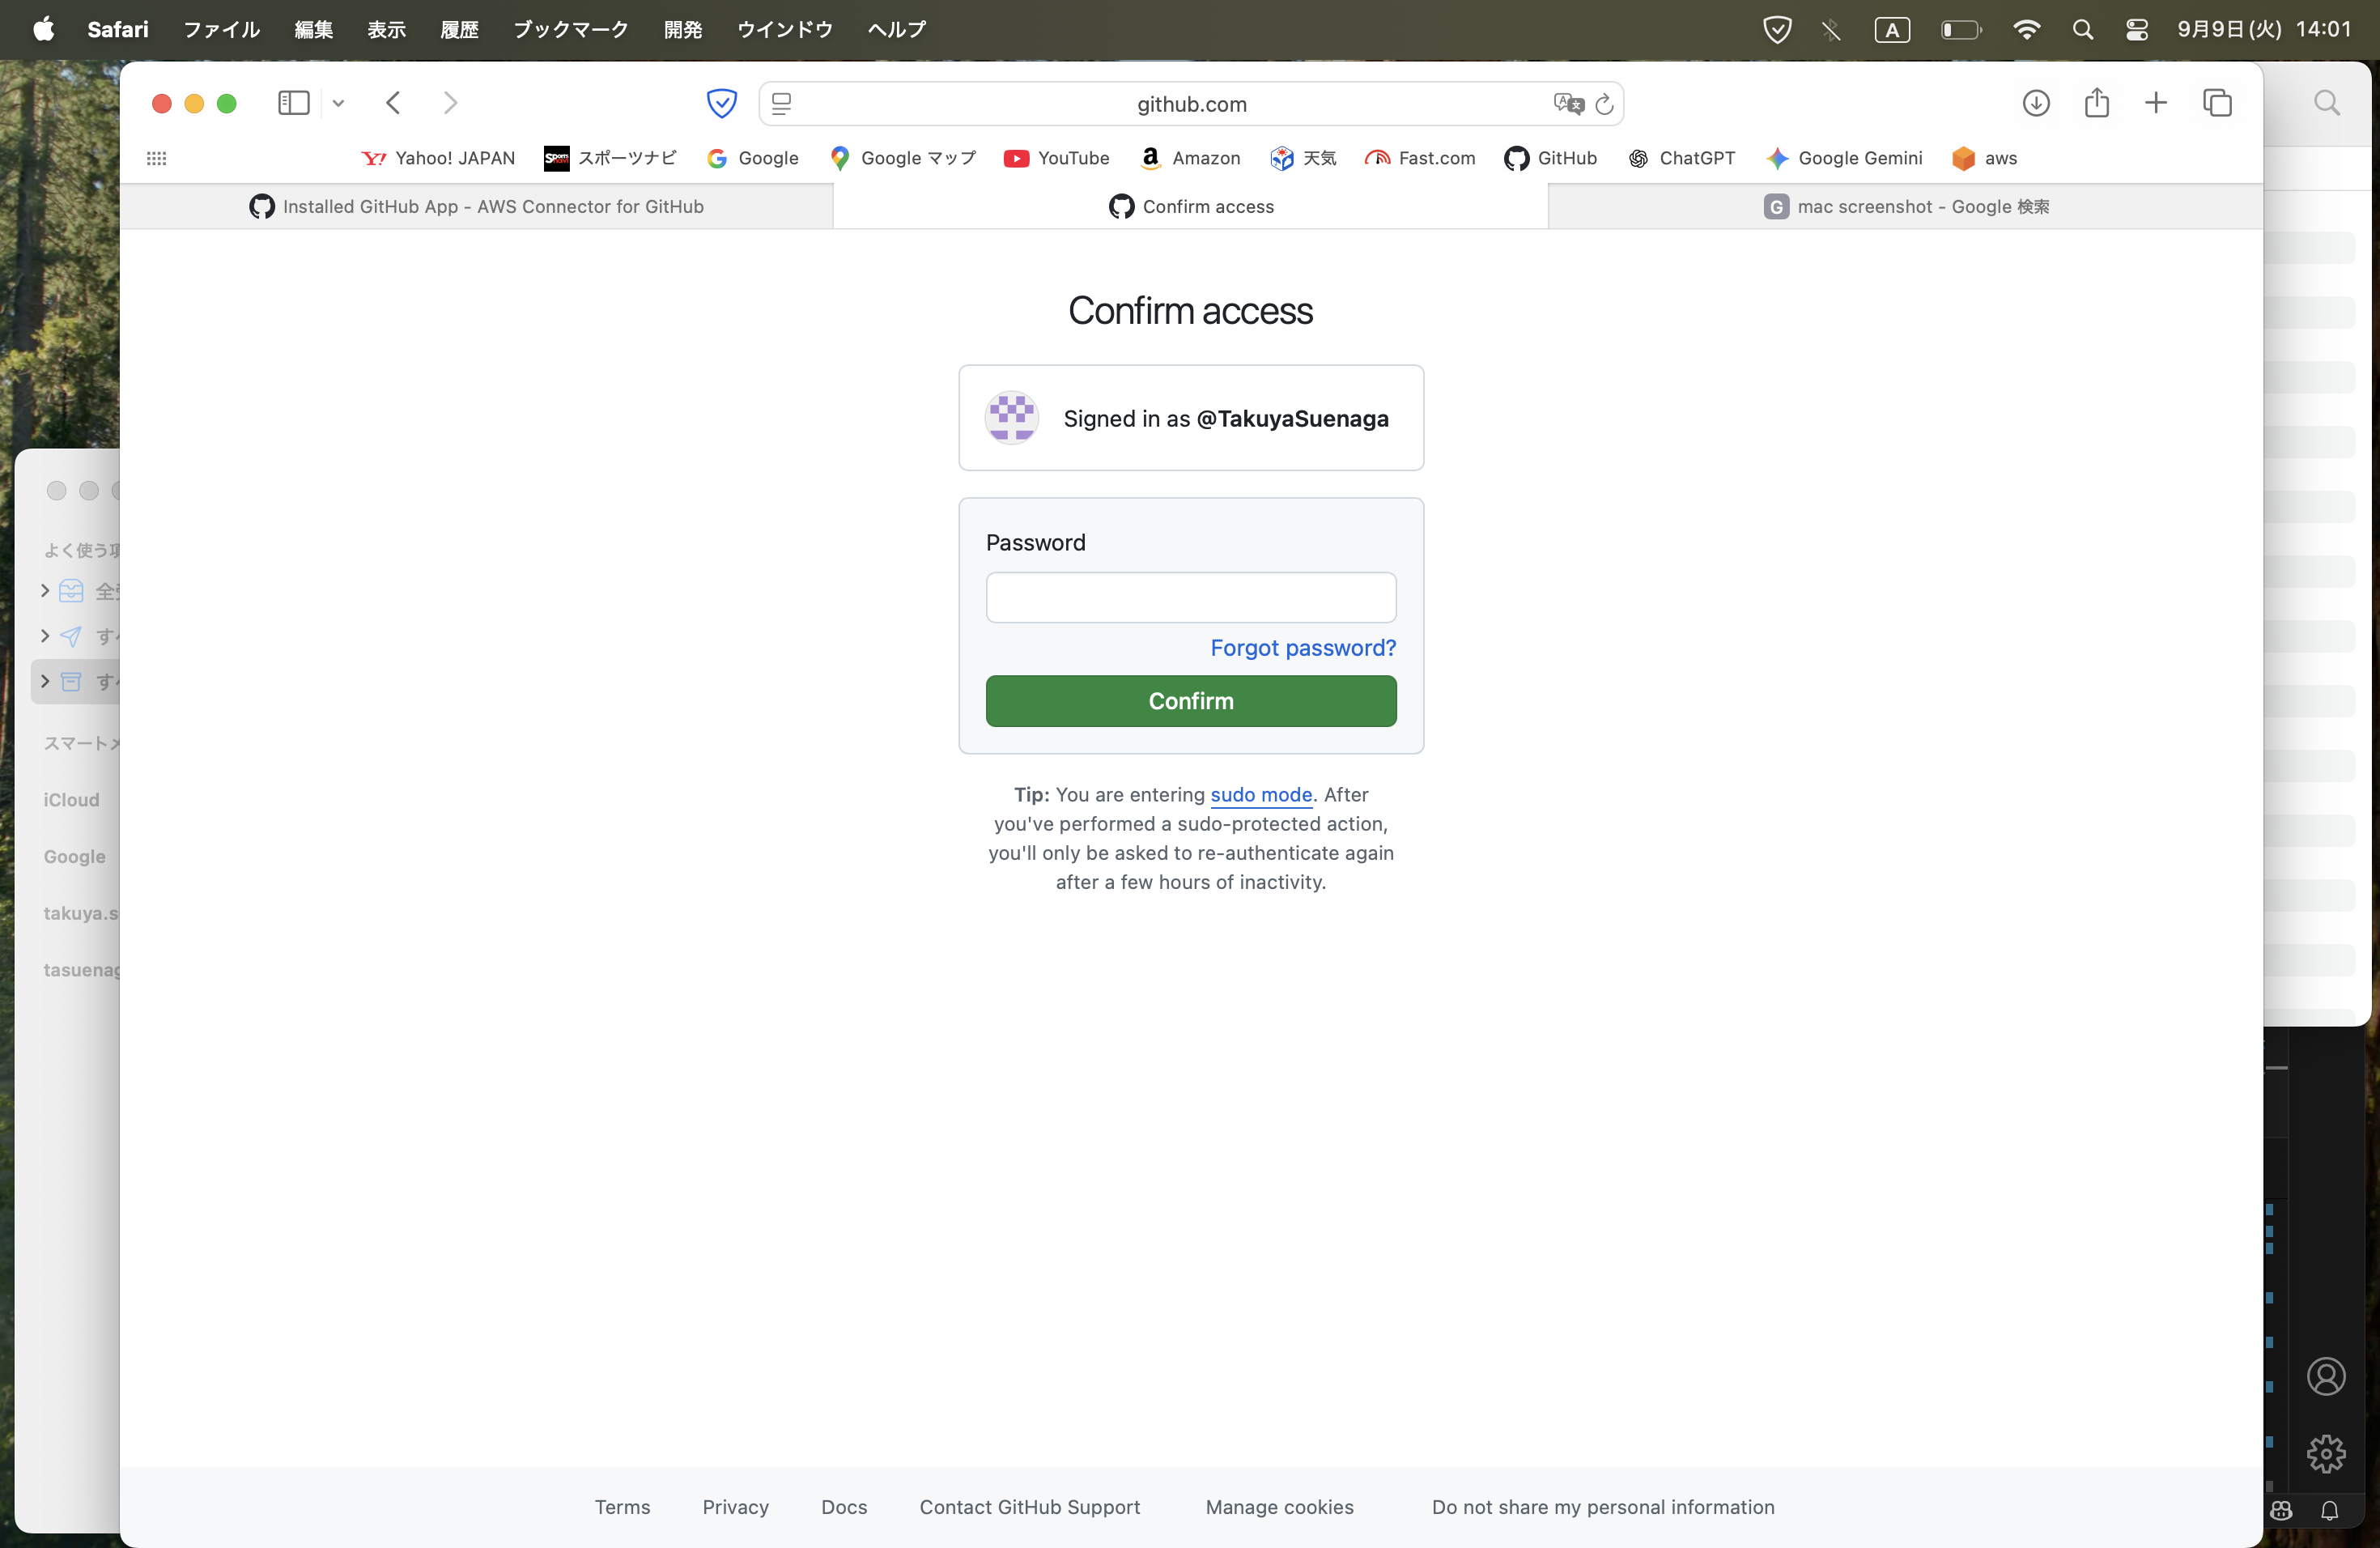 Safari ファイル 編集 表示 履歴 ブックマーク 開発 ウインドウ ヘルプ A 9月9日(火) 14:01
github.com
Yahoo! JAPAN スポーツナビ Google Google マップ YouTube Amazon 天気 Fast.com GitHub ChatGPT Google Gemini aws
Installed GitHub App - AWS Connector for GitHub
Confirm access
G mac screenshot - Google 検索
Confirm access
Signed in as @TakuyaSuenaga
Password
Forgot password?
Confirm
Tip: You are entering sudo mode. After
you've performed a sudo-protected action,
you'll only be asked to re-authenticate again
after a few hours of inactivity.
Terms Privacy Docs Contact GitHub Support Manage cookies Do not share my personal information
よく使う
スマート
iCloud
Google
takuya.s
tasuena